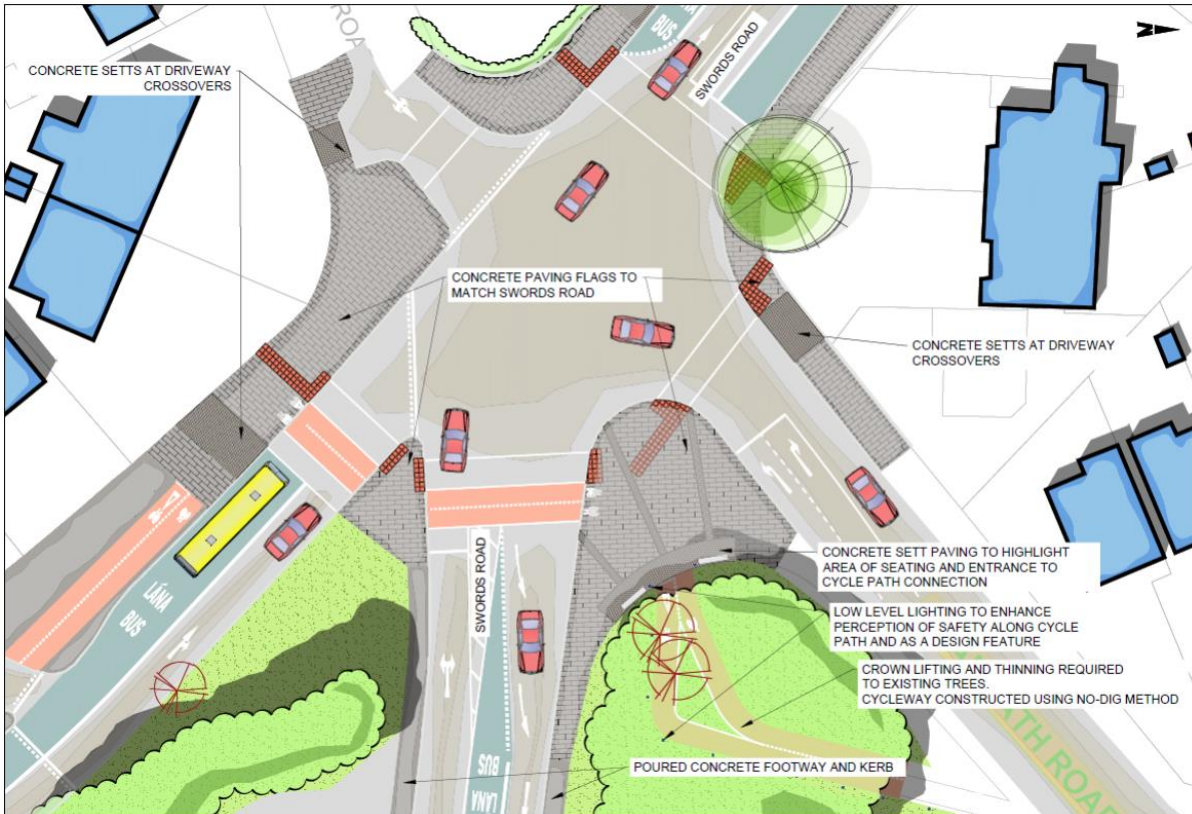 ROAD
LÁNA
BUS
SWORDS ROAD
N
CONCRETE SETTS AT DRIVEWAY
CROSSOVERS
CONCRETE PAVING FLAGS TO
MATCH SWORDS ROAD
CONCRETE SETTS AT DRIVEWAY
CROSSOVERS
LÁNA
BUS
SWORDS ROAD
CONCRETE SETT PAVING TO HIGHLIGHT
AREA OF SEATING AND ENTRANCE TO
CYCLE PATH CONNECTION
LOW LEVEL LIGHTING TO ENHANCE
PERCEPTION OF SAFETY ALONG CYCLE
PATH AND AS A DESIGN FEATURE
CROWN LIFTING AND THINNING REQUIRED
TO EXISTING TREES.
CYCLEWAY CONSTRUCTED USING NO-DIG METHOD
POURED CONCRETE FOOTWAY AND KERB
LÁNA
BUS